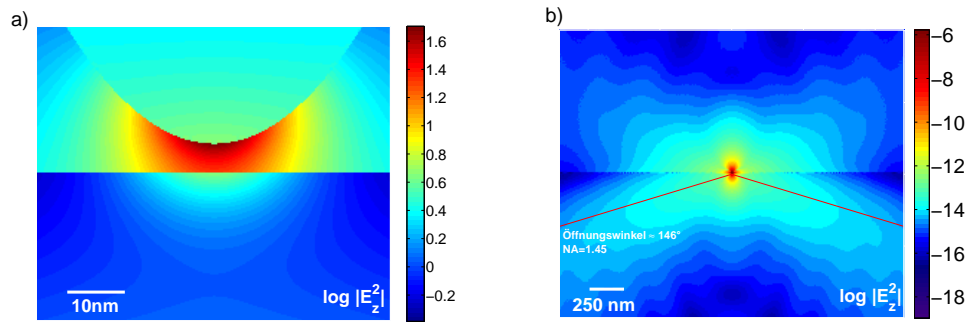 a)
1.6
1.4
1.2
1
0.8
0.6
0.4
0.2
0
−0.2
10nm
log |E_z^2|
b)
−6
−8
−10
−12
−14
−16
−18
Öffnungswinkel ~ 146°
NA=1.45
250 nm
log |E_z^2|